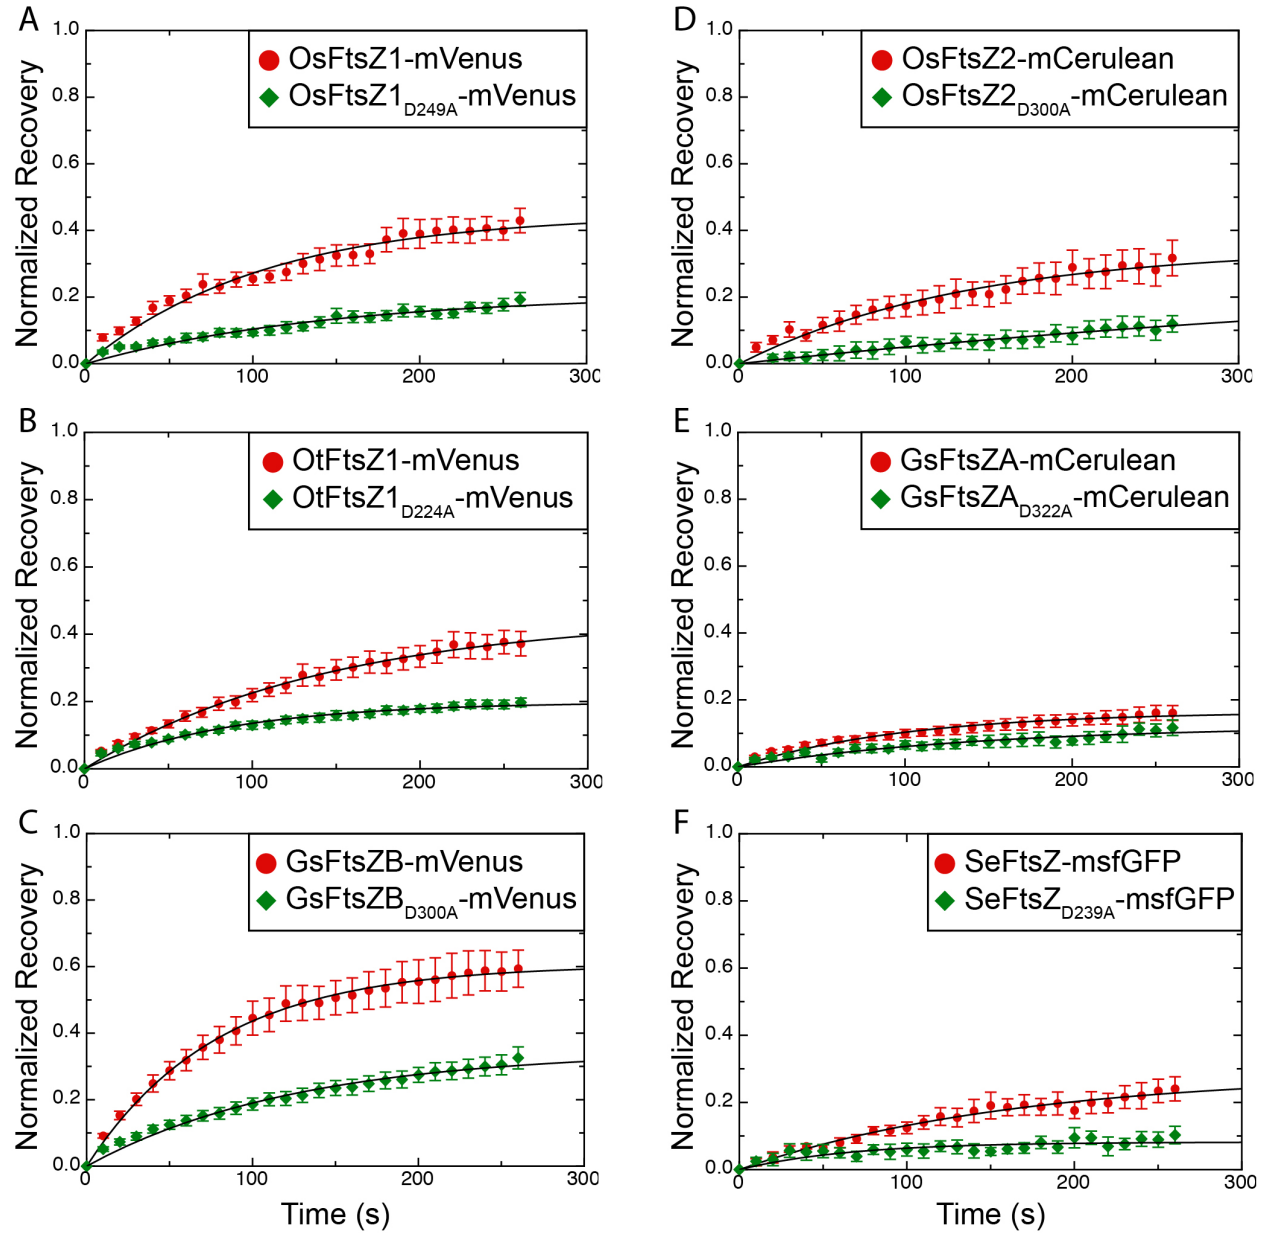 A
Normalized Recovery
1.0
0.8
0.6
0.4
0.2
0.0
0
100
200
300
OsFtsZ1-mVenus
OsFtsZ1D249A-mVenus
B
Normalized Recovery
1.0
0.8
0.6
0.4
0.2
0.0
0
100
200
300
OtFtsZ1-mVenus
OtFtsZ1D224A-mVenus
C
Normalized Recovery
1.0
0.8
0.6
0.4
0.2
0.0
0
100
200
300
GsFtsZB-mVenus
GsFtsZBD300A-mVenus
Time (s)
D
Normalized Recovery
1.0
0.8
0.6
0.4
0.2
0.0
0
100
200
300
OsFtsZ2-mCerulean
OsFtsZ2D300A-mCerulean
E
Normalized Recovery
1.0
0.8
0.6
0.4
0.2
0.0
0
100
200
300
GsFtsZA-mCerulean
GsFtsZAD322A-mCerulean
F
Normalized Recovery
1.0
0.8
0.6
0.4
0.2
0.0
0
100
200
300
SeFtsZ-msfGFP
SeFtsZD239A-msfGFP
Time (s)